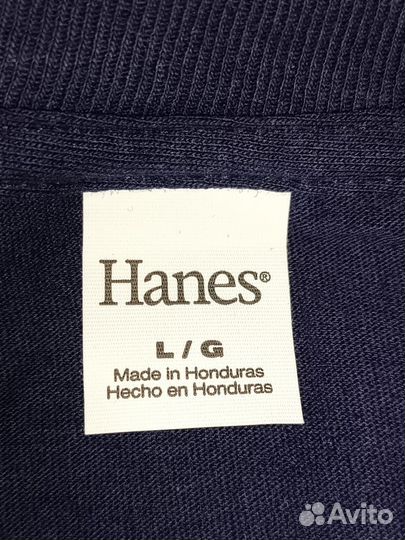 Hanes®
L / G
Made in Honduras
Hecho en Honduras
Avito